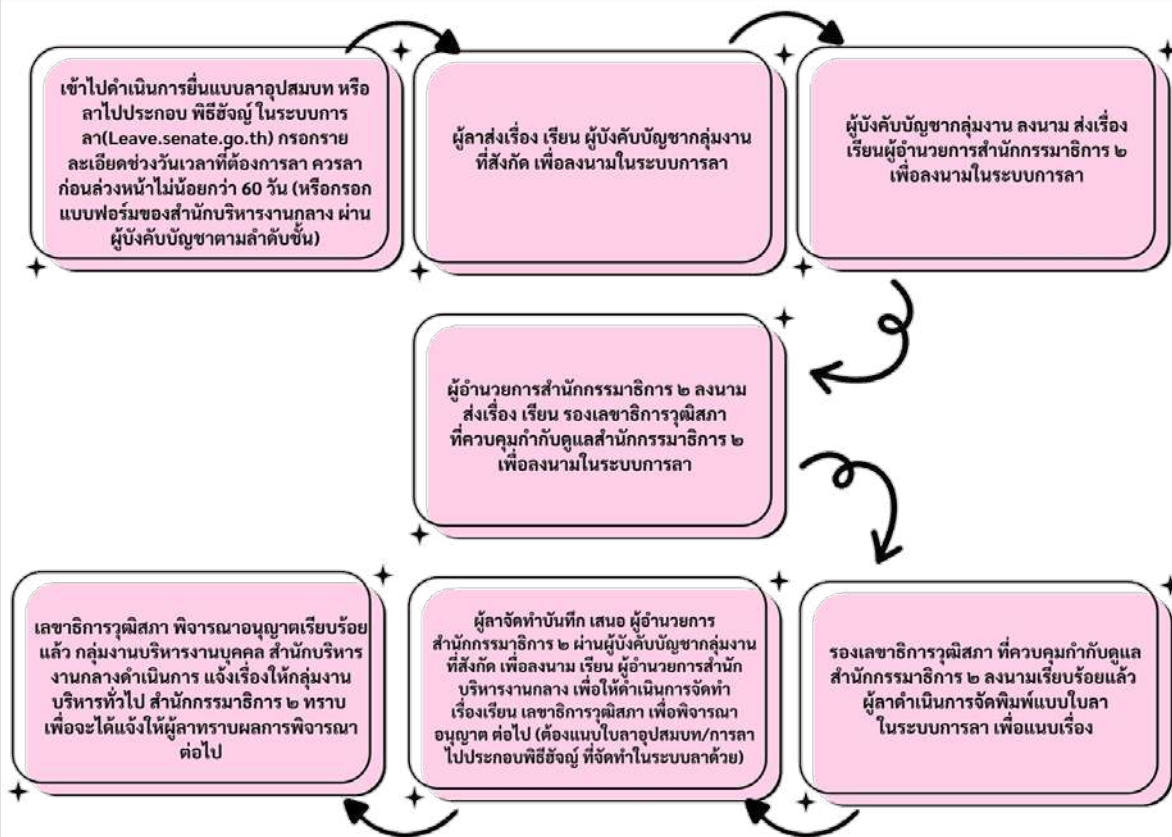 เข้าไปดำเนินการยื่นแบบลาอุปสมบท หรือ
ลาไปประกอบ พิธีฮัจญ์ ในระบบการ
ลา(Leave.senate.go.th) กรอกราย
ละเอียดช่วงวันเวลาที่ต้องการลา ควรลา
ก่อนล่วงหน้าไม่น้อยกว่า 60 วัน (หรือกรอก
แบบฟอร์มของสำนักบริหารงานกลาง ผ่าน
ผู้บังคับบัญชาตามลำดับชั้น)
ผู้ลาส่งเรื่อง เรียน ผู้บังคับบัญชากลุ่มงาน
ที่สังกัด เพื่อลงนามในระบบการลา
ผู้บังคับบัญชากลุ่มงาน ลงนาม ส่งเรื่อง
เรียนผู้อำนวยการสำนักกรรมาธิการ ๒
เพื่อลงนามในระบบการลา
ผู้อำนวยการสำนักกรรมาธิการ ๒ ลงนาม
ส่งเรื่อง เรียน รองเลขาธิการวุฒิสภา
ที่ควบคุมกำกับดูแลสำนักกรรมาธิการ ๒
เพื่อลงนามในระบบการลา
รองเลขาธิการวุฒิสภา ที่ควบคุมกำกับดูแล
สำนักกรรมาธิการ ๒ ลงนามเรียบร้อยแล้ว
ผู้ลาดำเนินการจัดพิมพ์แบบใบลา
ในระบบการลา เพื่อแนบเรื่อง
ผู้ลาจัดทำบันทึก เสนอ ผู้อำนวยการ
สำนักกรรมาธิการ ๒ ผ่านผู้บังคับบัญชากลุ่มงาน
ที่สังกัด เพื่อลงนาม เรียน ผู้อำนวยการสำนัก
บริหารงานกลาง เพื่อให้ดำเนินการจัดทำ
เรื่องเรียน เลขาธิการวุฒิสภา เพื่อพิจารณา
อนุญาต ต่อไป (ต้องแนบใบลาอุปสมบท/การลา
ไปประกอบพิธีฮัจญ์ ที่จัดทำในระบบลาด้วย)
เลขาธิการวุฒิสภา พิจารณาอนุญาตเรียบร้อย
แล้ว กลุ่มงานบริหารงานบุคคล สำนักบริหาร
งานกลางดำเนินการ แจ้งเรื่องให้กลุ่มงาน
บริหารทั่วไป สำนักกรรมาธิการ ๒ ทราบ
เพื่อจะได้แจ้งให้ผู้ลาทราบผลการพิจารณา
ต่อไป